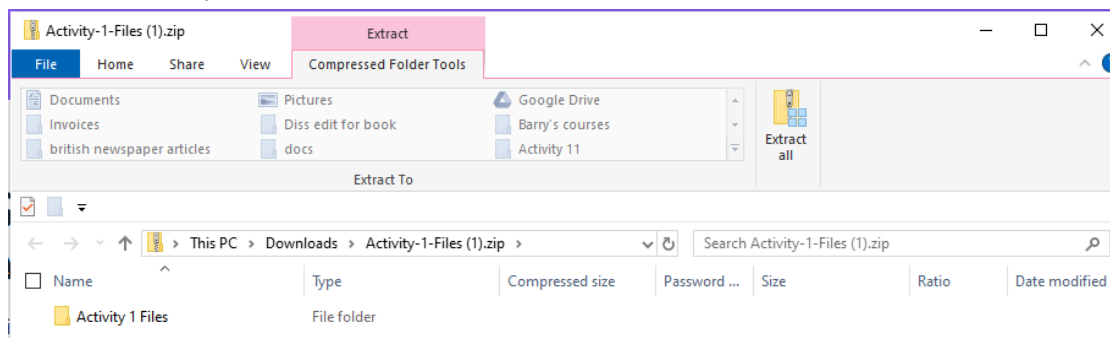 Activity-1-Files (1).zip Extract
File Home Share View Compressed Folder Tools
Documents Pictures Google Drive
Invoices Diss edit for book Barry's courses
british newspaper articles docs Activity 11
Extract all
Extract To
This PC > Downloads > Activity-1-Files (1).zip > Search Activity-1-Files (1).zip
Name Type Compressed size Password ... Size Ratio Date modified
Activity 1 Files File folder